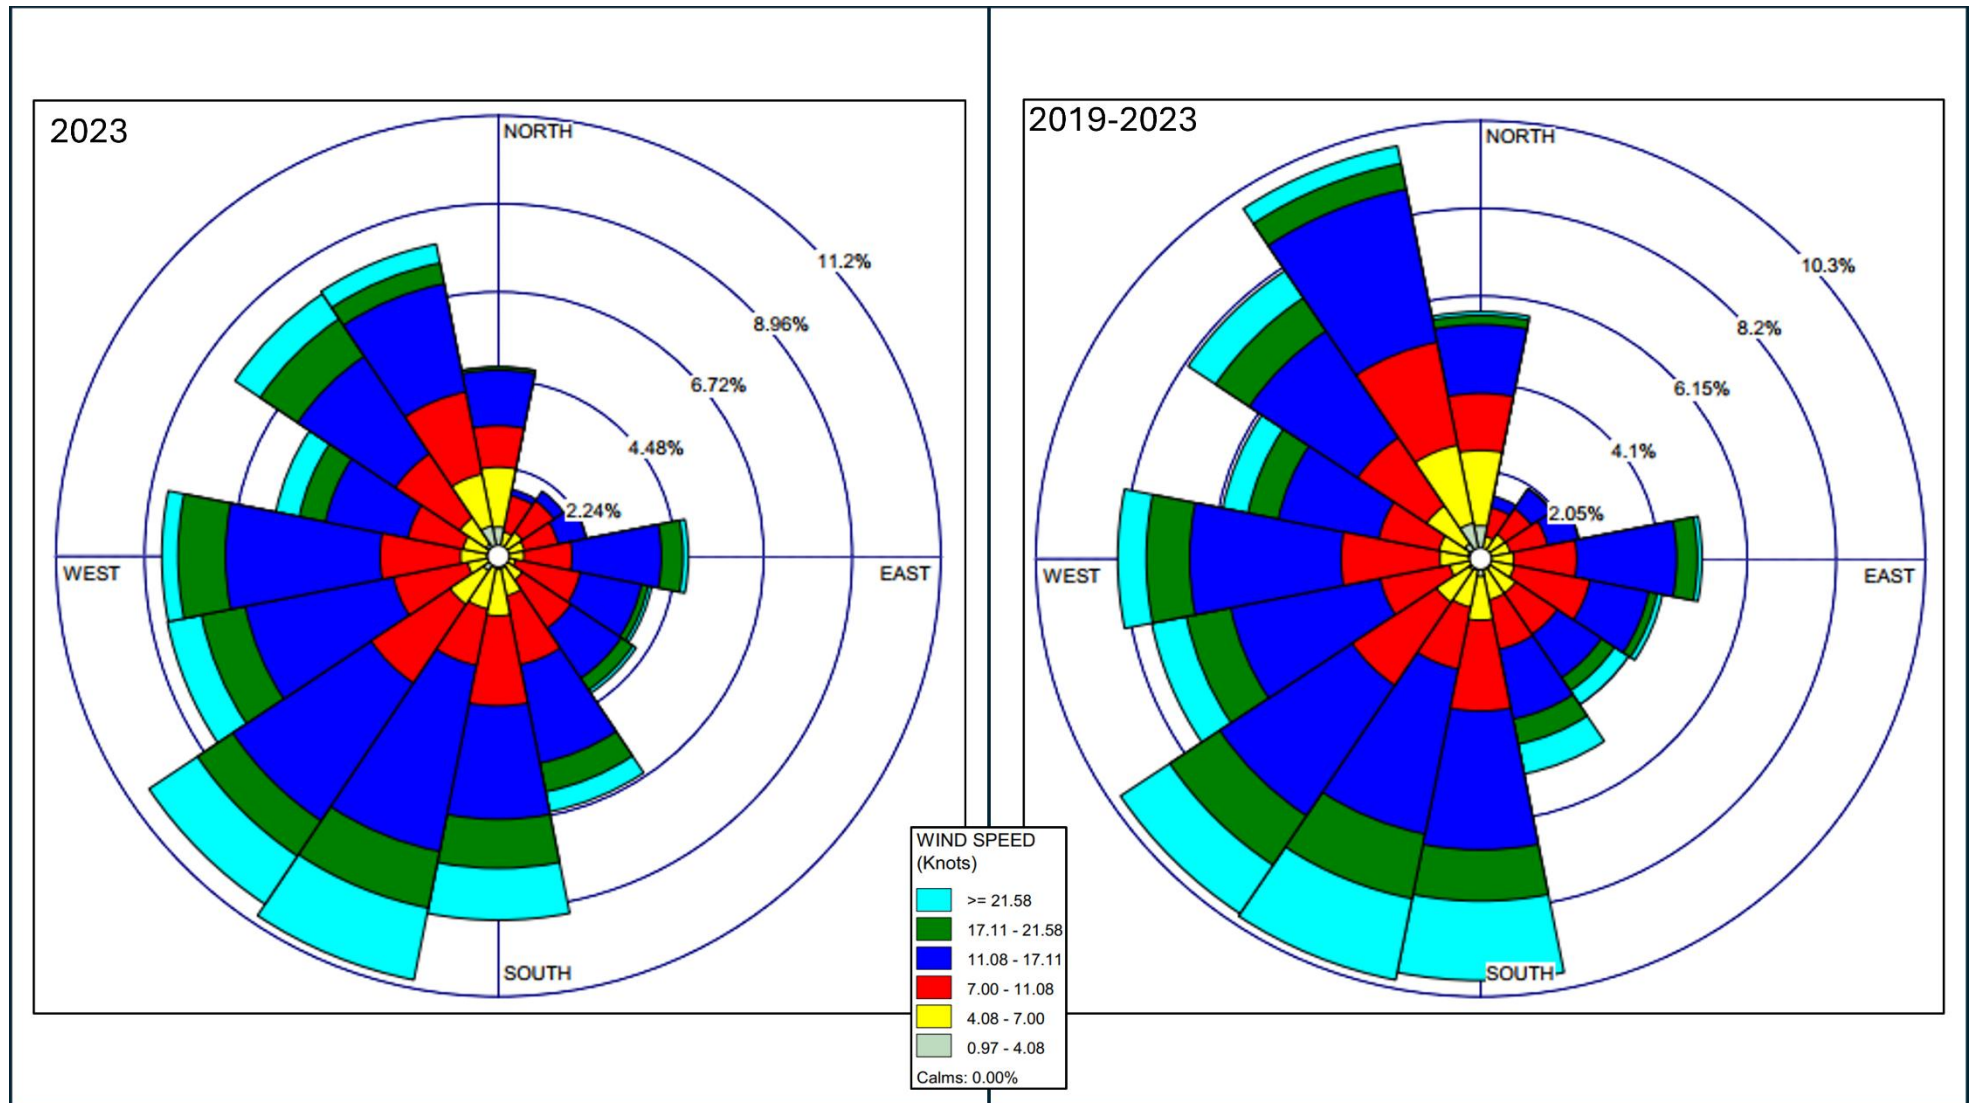 2023
NORTH
11.2%
8.96%
6.72%
4.48%
2.24%
WEST
EAST
SOUTH
2019-2023
NORTH
10.3%
8.2%
6.15%
4.1%
2.05%
WEST
EAST
SOUTH
WIND SPEED
(Knots)
>= 21.58
17.11 - 21.58
11.08 - 17.11
7.00 - 11.08
4.08 - 7.00
0.97 - 4.08
Calms: 0.00%